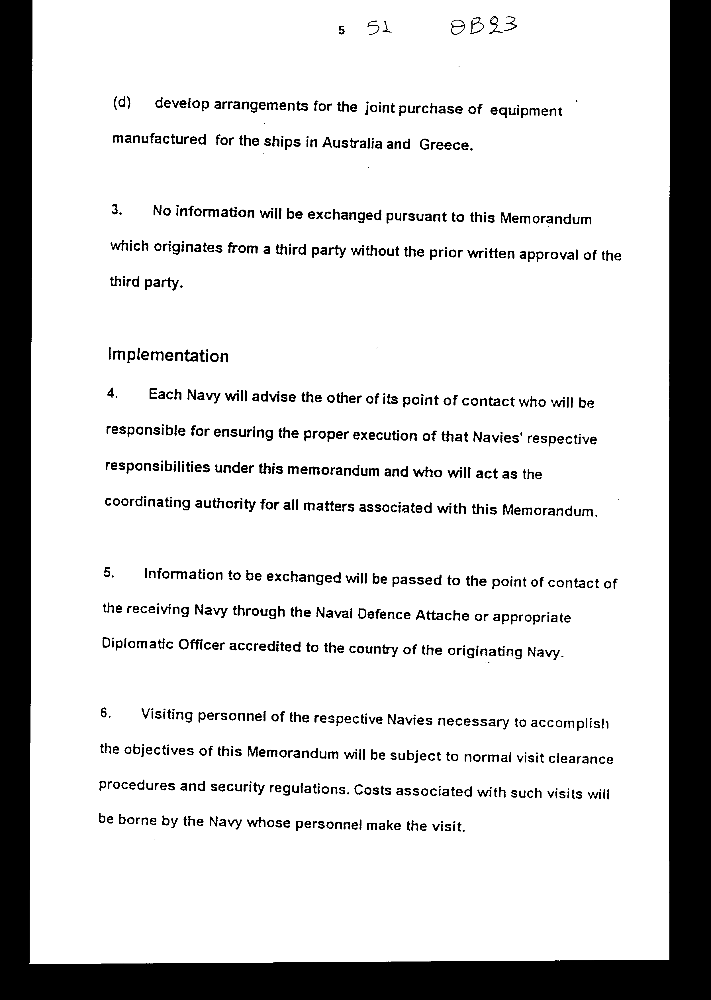 5 51 θB23
(d) develop arrangements for the joint purchase of equipment
manufactured for the ships in Australia and Greece.
3. No information will be exchanged pursuant to this Memorandum
which originates from a third party without the prior written approval of the
third party.
Implementation
4. Each Navy will advise the other of its point of contact who will be
responsible for ensuring the proper execution of that Navies' respective
responsibilities under this memorandum and who will act as the
coordinating authority for all matters associated with this Memorandum.
5. Information to be exchanged will be passed to the point of contact of
the receiving Navy through the Naval Defence Attache or appropriate
Diplomatic Officer accredited to the country of the originating Navy.
6. Visiting personnel of the respective Navies necessary to accomplish
the objectives of this Memorandum will be subject to normal visit clearance
procedures and security regulations. Costs associated with such visits will
be borne by the Navy whose personnel make the visit.